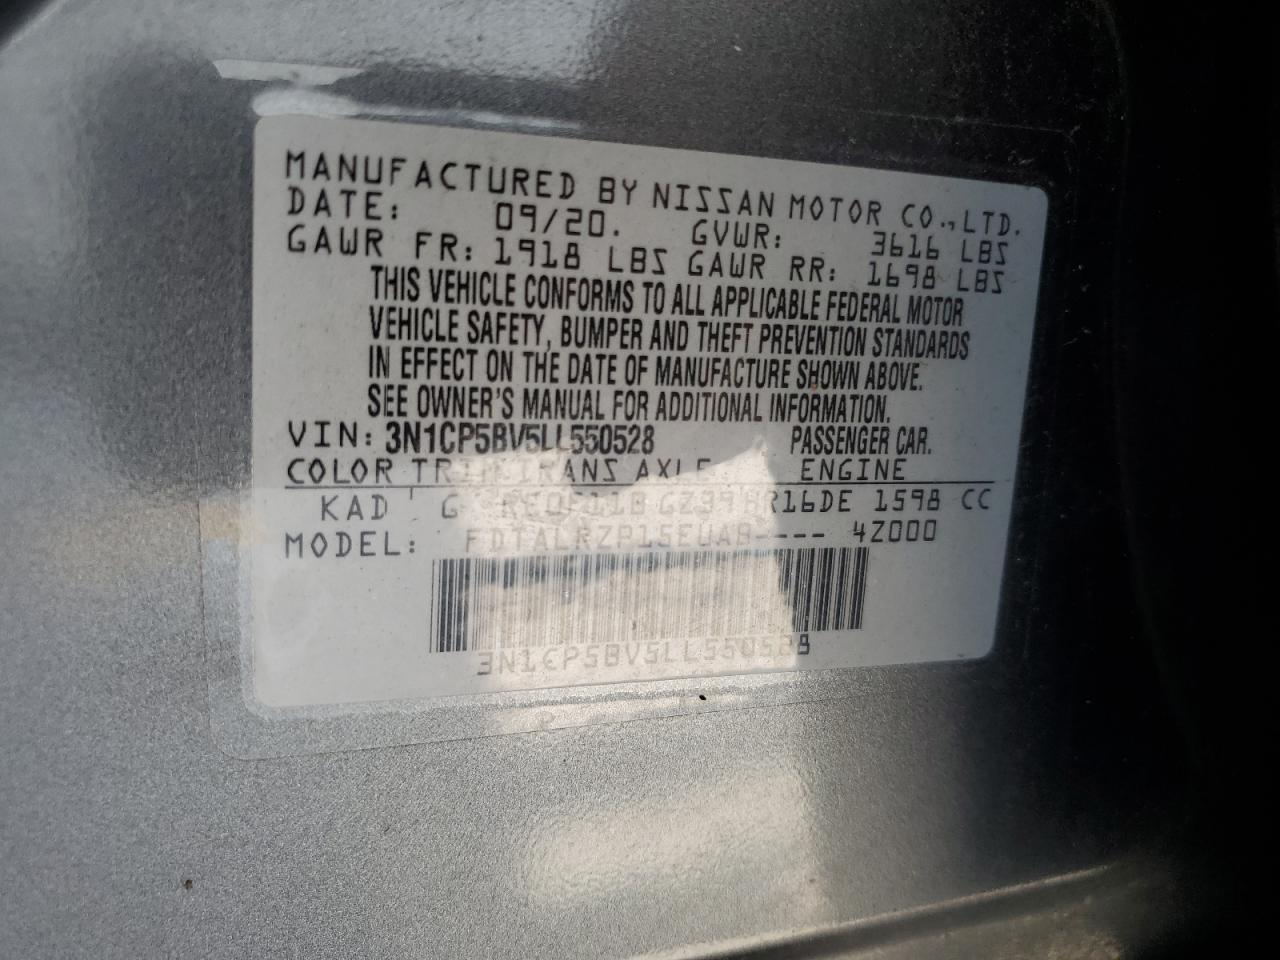 MANUFACTURED BY NISSAN MOTOR CO.,LTD.
DATE: 09/20. GVWR: 3616 LBS
GAWR FR: 1918 LBS GAWR RR: 1698 LBS
THIS VEHICLE CONFORMS TO ALL APPLICABLE FEDERAL MOTOR
VEHICLE SAFETY, BUMPER AND THEFT PREVENTION STANDARDS
IN EFFECT ON THE DATE OF MANUFACTURE SHOWN ABOVE.
SEE OWNER'S MANUAL FOR ADDITIONAL INFORMATION.
VIN: 3N1CP5BV5LL550528 PASSENGER CAR.
COLOR TRIM TRANS AXLE ENGINE
KAD G HR16DE 1598 CC
MODEL: 4Z000
3N1CP5BV5LL550528